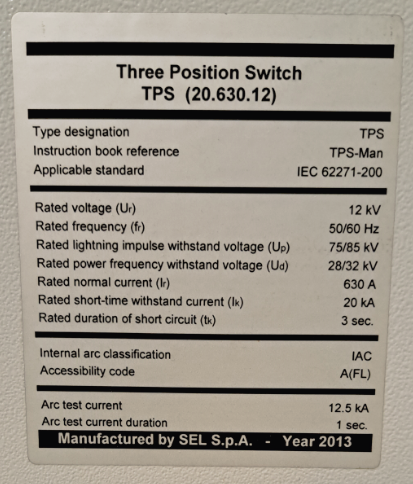 Three Position Switch
TPS (20.630.12)
Type designation TPS
Instruction book reference TPS-Man
Applicable standard IEC 62271-200
Rated voltage (Ur) 12 kV
Rated frequency (fr) 50/60 Hz
Rated lightning impulse withstand voltage (Up) 75/85 kV
Rated power frequency withstand voltage (Ud) 28/32 kV
Rated normal current (Ir) 630 A
Rated short-time withstand current (Ik) 20 kA
Rated duration of short circuit (tk) 3 sec.
Internal arc classification IAC
Accessibility code A(FL)
Arc test current 12.5 kA
Arc test current duration 1 sec.
Manufactured by SEL S.p.A. - Year 2013